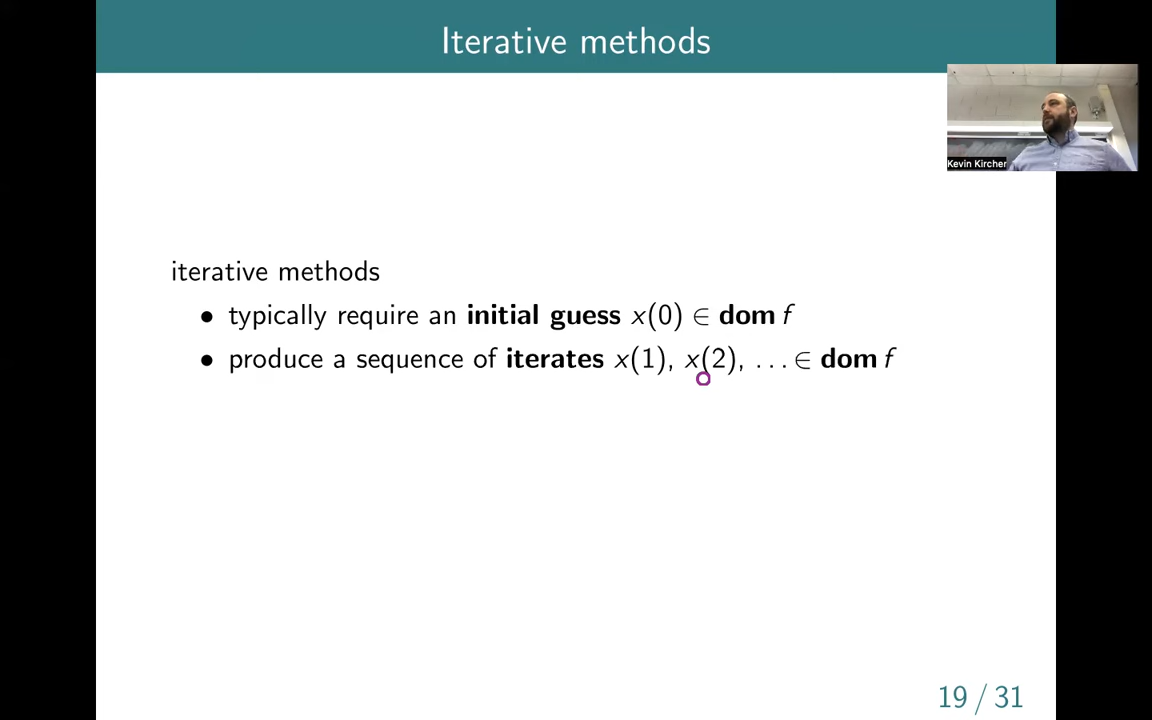 Iterative methods
Kevin Kircher
iterative methods
• typically require an initial guess x(0) ∈ dom f
• produce a sequence of iterates x(1), x(2), ... ∈ dom f
19 / 31